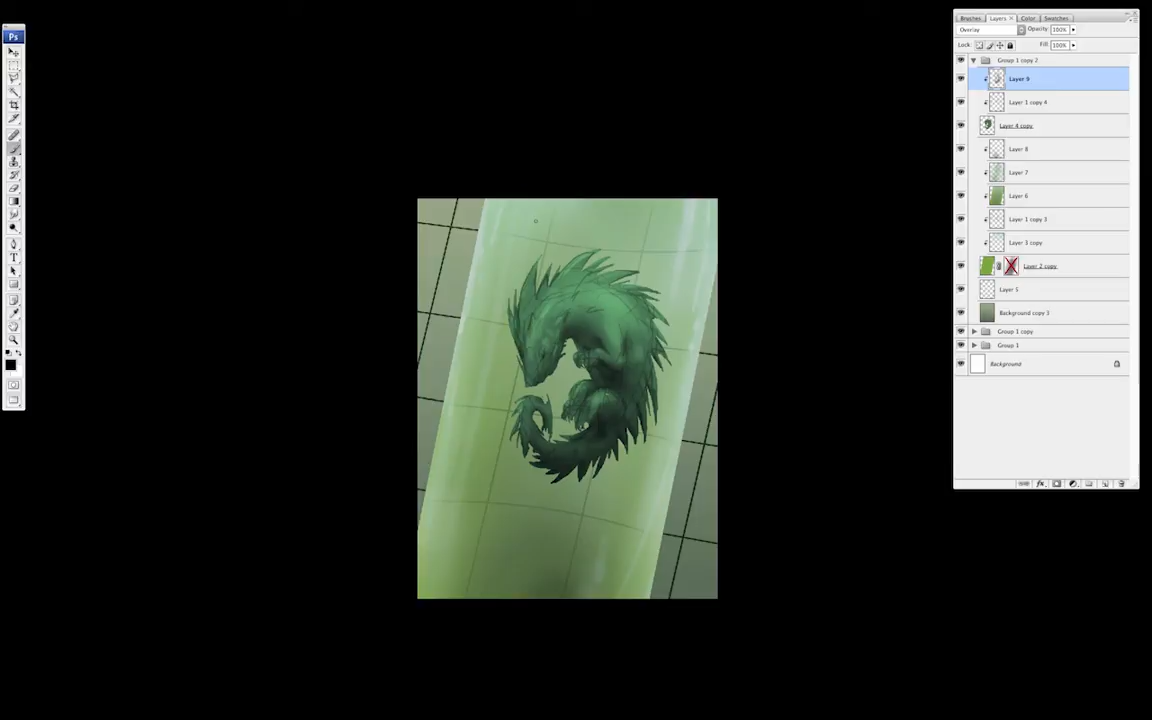 Ps
Brushes Layers x Color Swatches
Overlay Opacity: 100%
Lock: Fill: 100%
Group 1 copy 2
Layer 9
Layer 1 copy 4
Layer 4 copy
Layer 8
Layer 7
Layer 6
Layer 1 copy 3
Layer 3 copy
Layer 2 copy
Layer 5
Background copy 3
Group 1 copy
Group 1
Background